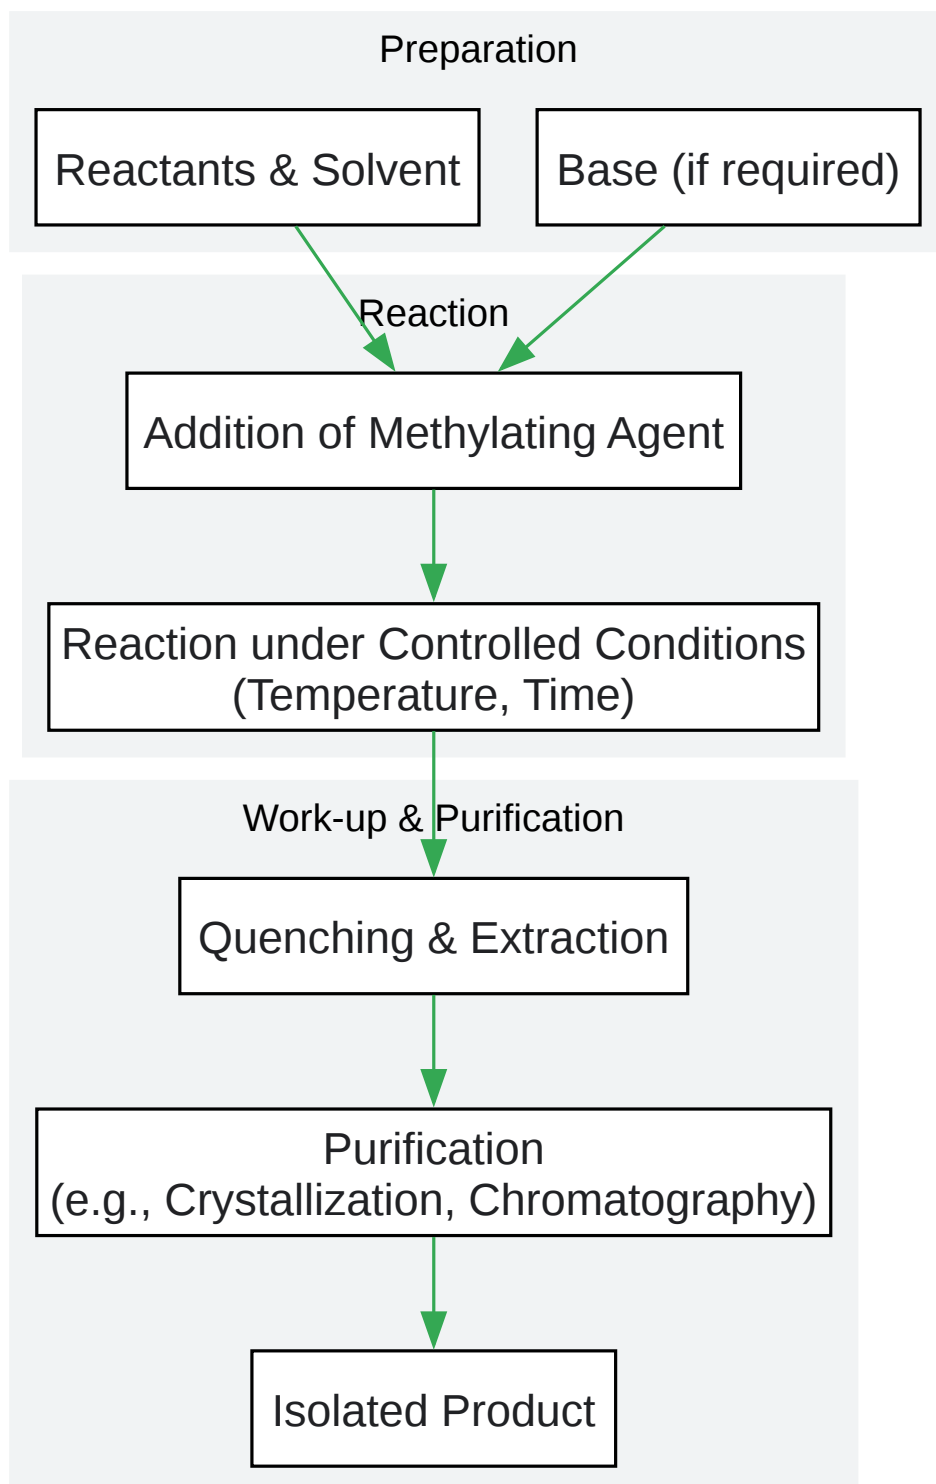 Preparation
Reactants & Solvent
Base (if required)
Reaction
Addition of Methylating Agent
Reaction under Controlled Conditions
(Temperature, Time)
Work-up & Purification
Quenching & Extraction
Purification
(e.g., Crystallization, Chromatography)
Isolated Product